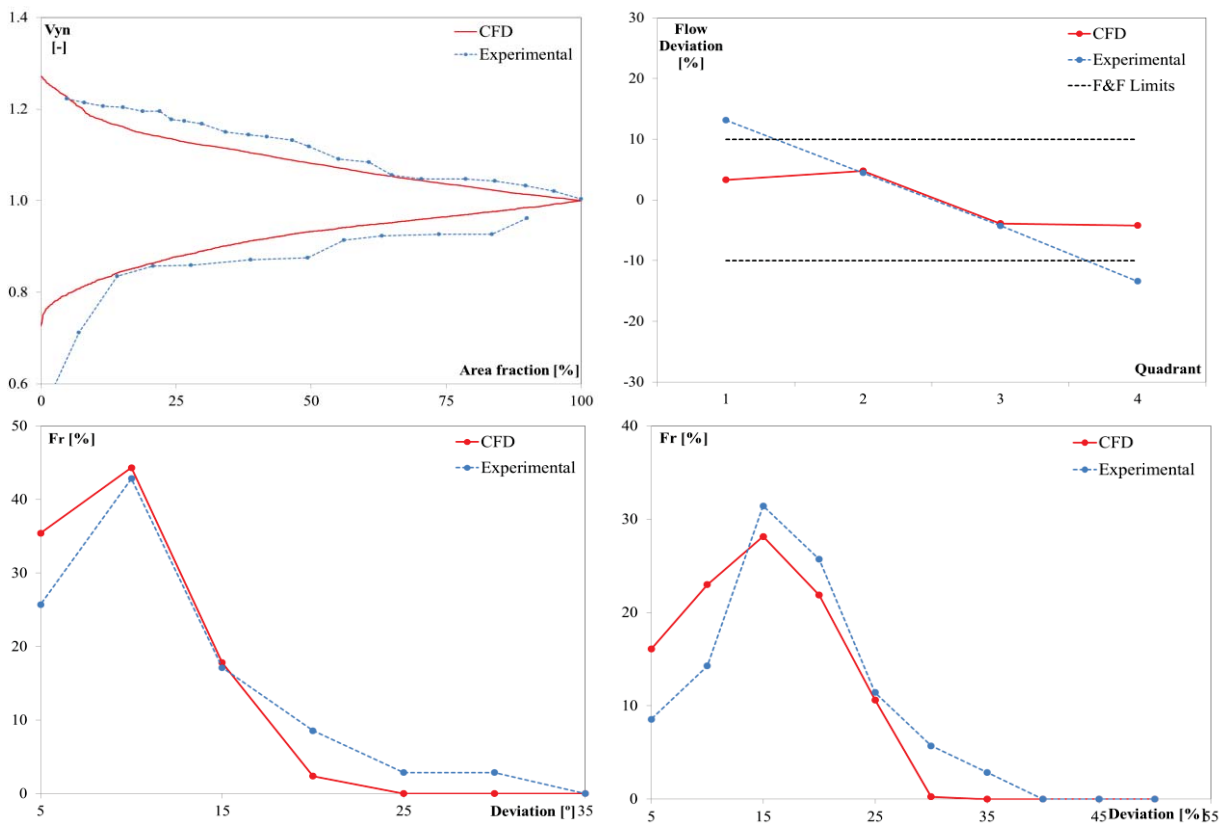 Vyn
[-]
CFD
Experimental
1.4
1.2
1.0
0.8
0.6
0
25
50
75
100
Area fraction [%]
Flow
Deviation
[%]
CFD
Experimental
F&F Limits
30
20
10
0
-10
-20
-30
1
2
3
4
Quadrant
Fr [%]
CFD
Experimental
50
40
30
20
10
0
5
15
25
35
Deviation [º]
Fr [%]
CFD
Experimental
40
30
20
10
0
5
15
25
35
45
55
Deviation [%]